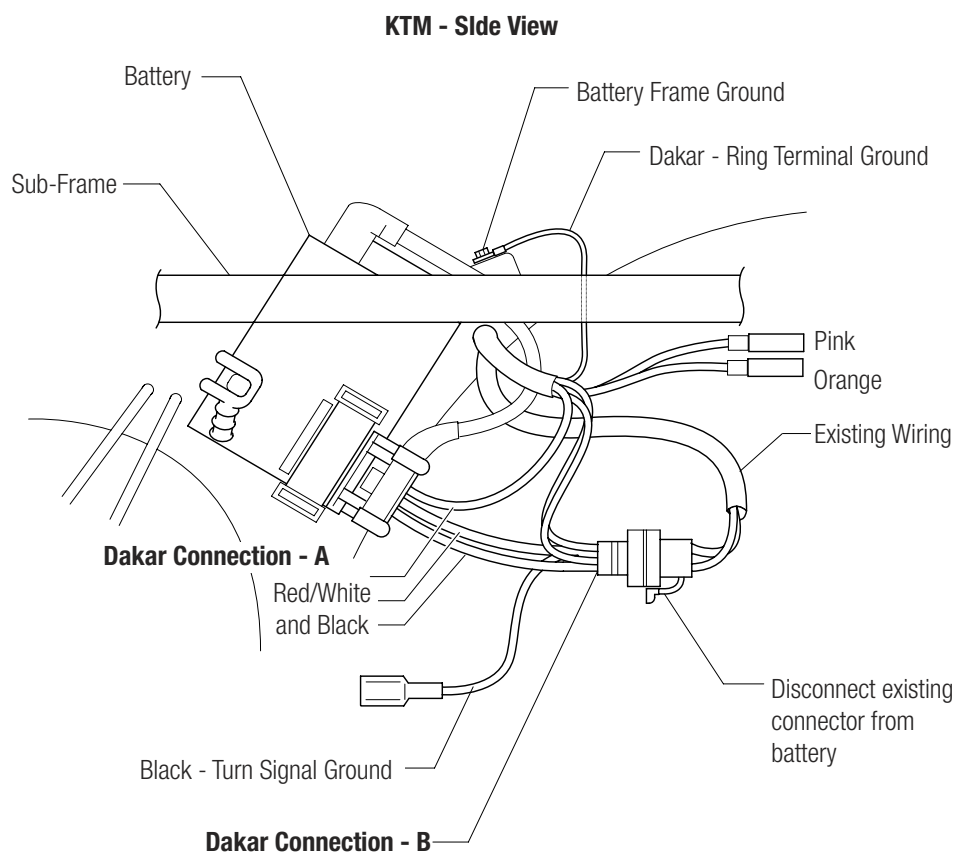 KTM - SIde View
Battery
Battery Frame Ground
Dakar - Ring Terminal Ground
Sub-Frame
Pink
Orange
Existing Wiring
Dakar Connection - A
Red/White
and Black
Disconnect existing
connector from
battery
Black - Turn Signal Ground
Dakar Connection - B